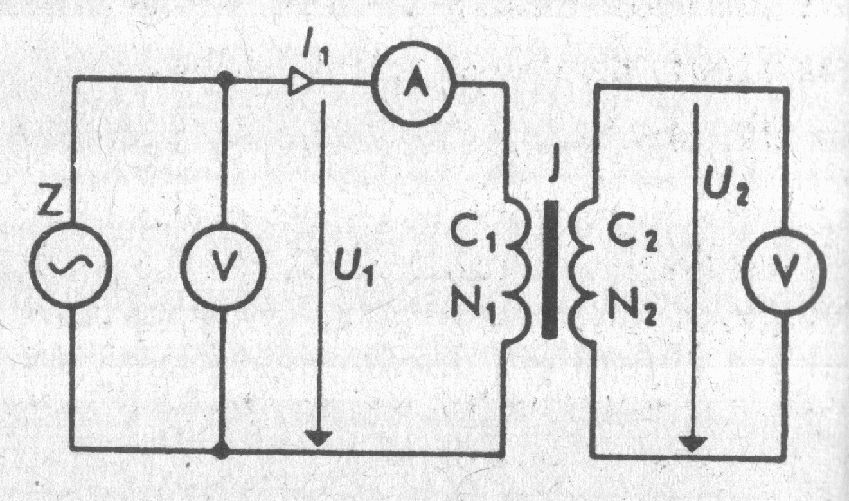 I₁
A
Z
V
U₁
C₁
N₁
J
C₂
N₂
U₂
V